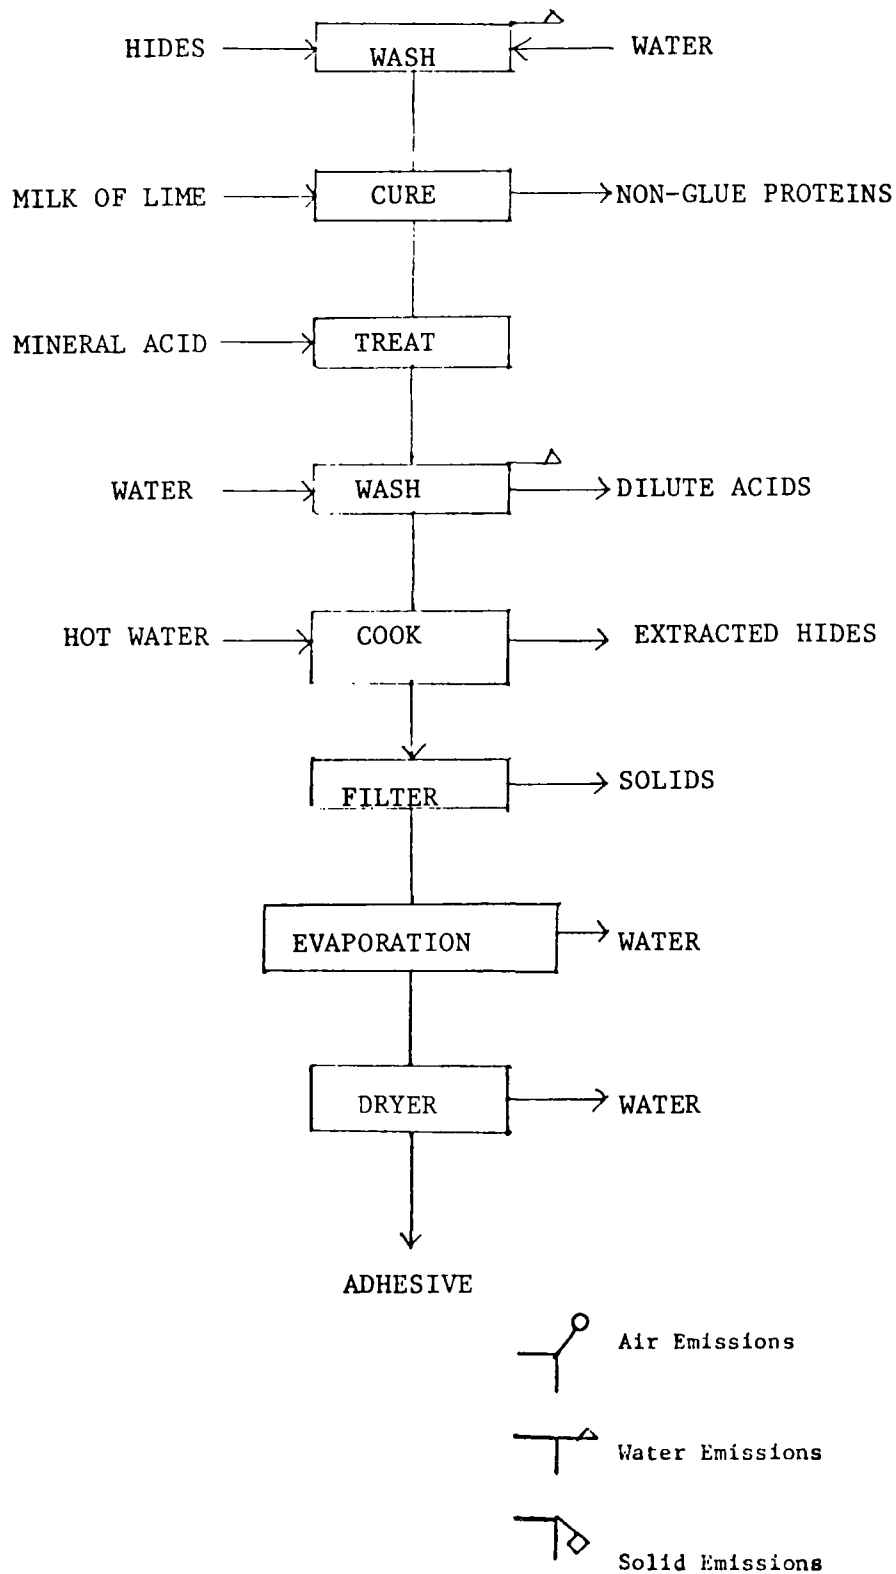 HIDES
WASH
WATER
MILK OF LIME
CURE
NON-GLUE PROTEINS
MINERAL ACID
TREAT
WATER
WASH
DILUTE ACIDS
HOT WATER
COOK
EXTRACTED HIDES
FILTER
SOLIDS
EVAPORATION
WATER
DRYER
WATER
ADHESIVE
Air Emissions
Water Emissions
Solid Emissions